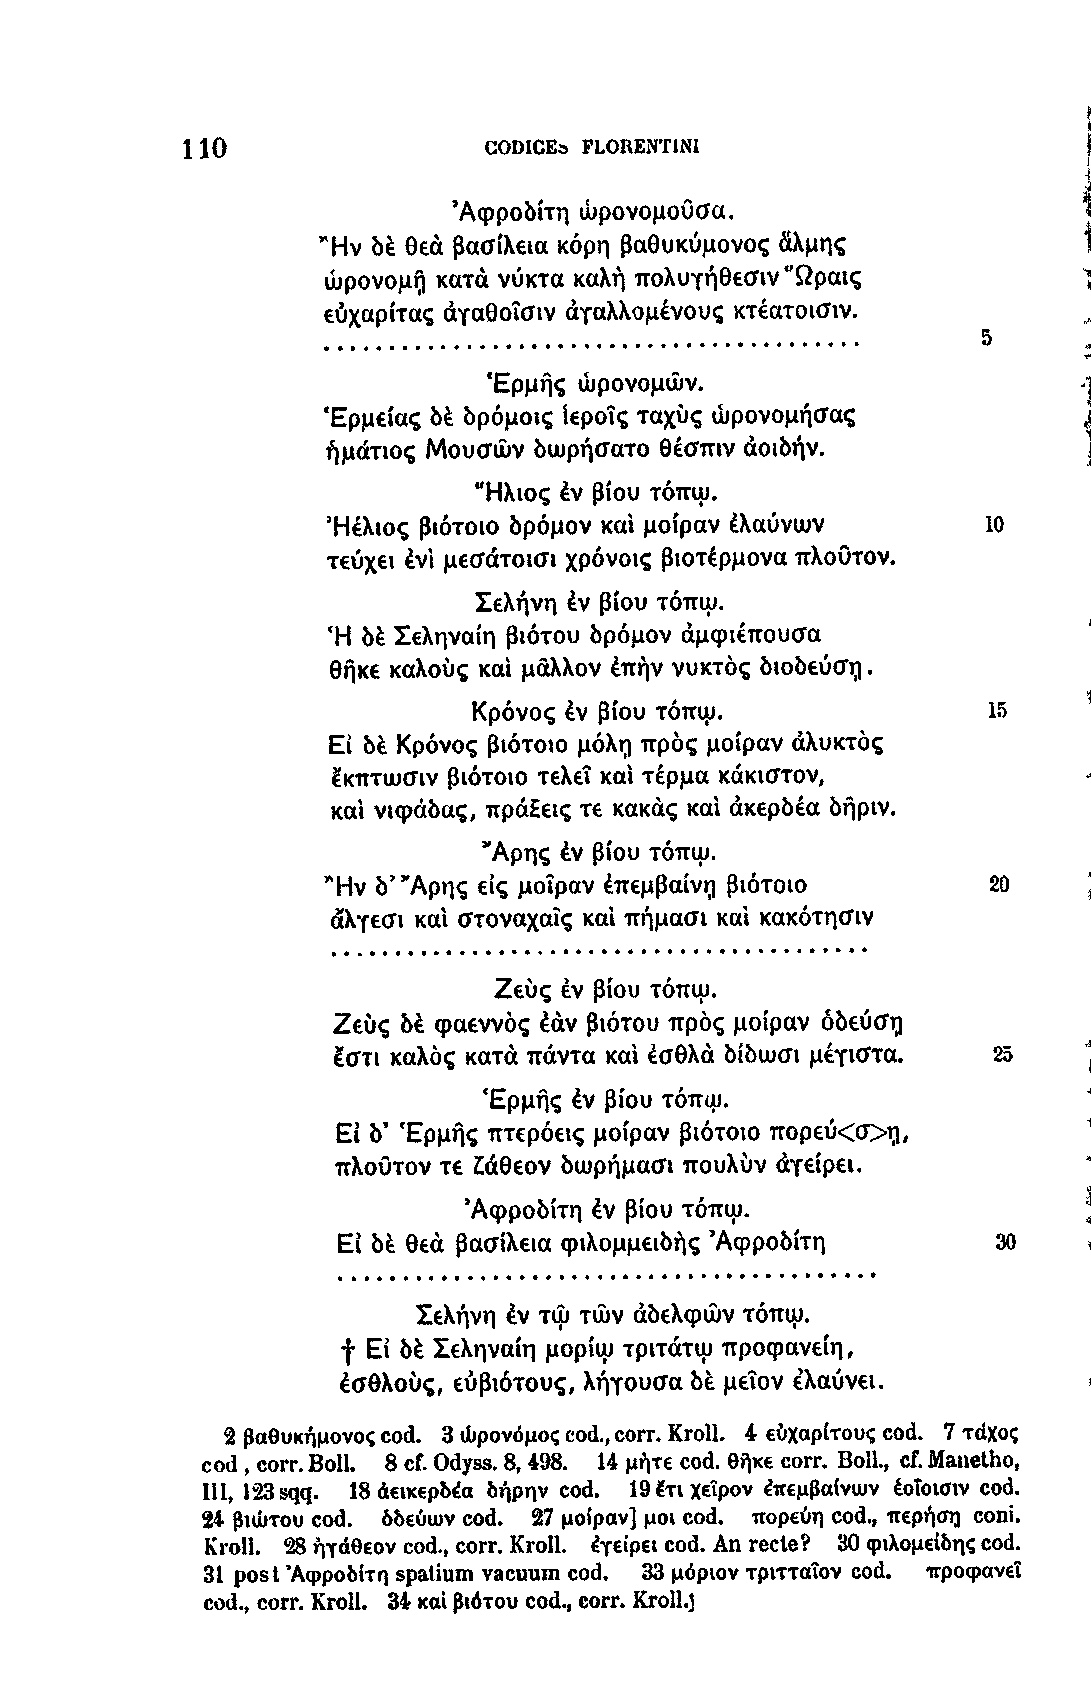 110 CODICES FLORENTINI
Ἀφροδίτη ὡρονομοῦσα.
Ἢν δὲ θεὰ βασίλεια κόρη βαθυκύμονος ἅλμης
ὡρονομῇ κατὰ νύκτα καλὴ πολυγήθεσιν Ὥραις
εὐχαρίτας ἀγαθοῖσιν ἀγαλλομένους κτέατοισιν.
.......................................... 5
Ἑρμῆς ὡρονομῶν.
Ἑρμείας δὲ δρόμοις ἱεροῖς ταχὺς ὡρονομήσας
ἠμάτιος Μουσῶν δωρήσατο θέσπιν ἀοιδήν.
Ἥλιος ἐν βίου τόπῳ.
Ἠέλιος βιότοιο δρόμον καὶ μοίραν ἐλαύνων 10
τεύχει ἐνὶ μεσάτοισι χρόνοις βιοτέρμονα πλοῦτον.
Σελήνη ἐν βίου τόπῳ.
Ἡ δὲ Σεληναίη βιότου δρόμον ἀμφιέπουσα
θῆκε καλοὺς καὶ μᾶλλον ἐπὴν νυκτὸς διοδεύσῃ.
Κρόνος ἐν βίου τόπῳ. 15
Εἰ δὲ Κρόνος βιότοιο μόλῃ πρὸς μοίραν ἀλυκτὸς
ἔκπτωσιν βιότοιο τελεῖ καὶ τέρμα κάκιστον,
καὶ νιφάδας, πράξεις τε κακὰς καὶ ἀκερδέα δῆριν.
Ἄρης ἐν βίου τόπῳ.
Ἢν δ' Ἄρης εἰς μοῖραν ἐπεμβαίνῃ βιότοιο 20
ἄλγεσι καὶ στοναχαῖς καὶ πήμασι καὶ κακότησιν
..........................................
Ζεὺς ἐν βίου τόπῳ.
Ζεὺς δὲ φαεννὸς ἐὰν βιότου πρὸς μοίραν ὁδεύσῃ
ἔστι καλὸς κατὰ πάντα καὶ ἐσθλὰ δίδωσι μέγιστα. 25
Ἑρμῆς ἐν βίου τόπῳ.
Εἰ δ' Ἑρμῆς πτερόεις μοίραν βιότοιο πορεύ<σ>ῃ,
πλοῦτον τε ζάθεον δωρήμασι πουλὺν ἀγείρει.
Ἀφροδίτη ἐν βίου τόπῳ.
Εἰ δὲ θεὰ βασίλεια φιλομμειδὴς Ἀφροδίτη 30
..........................................
Σελήνη ἐν τῷ τῶν ἀδελφῶν τόπῳ.
† Εἰ δὲ Σεληναίη μορίῳ τριτάτῳ προφανείη,
ἐσθλοὺς, εὐβιότους, λήγουσα δὲ μεῖον ἐλαύνει.
2 βαθυκήμονος cod. 3 ὡρονόμος cod., corr. Kroll. 4 εὐχαρίτους cod. 7 τάχος
cod, corr. Boll. 8 cf. Odyss. 8, 498. 14 μήτε cod. θῆκε corr. Boll., cf. Manetho,
III, 123 sqq. 18 ἀεικερδέα δήρην cod. 19 ἔτι χεῖρον ἐπεμβαίνων ἑοῖοισιν cod.
24 βιώτου cod. ὁδεύων cod. 27 μοίραν] μοι cod. πορεύῃ cod., περήσῃ coni.
Kroll. 28 ἠγάθεον cod., corr. Kroll. ἐγείρει cod. An recte? 30 φιλομείδης cod.
31 post Ἀφροδίτη spatium vacuum cod. 33 μόριον τριτταῖον cod. προφανεῖ
cod., corr. Kroll. 34 καὶ βιότου cod., corr. Kroll.]